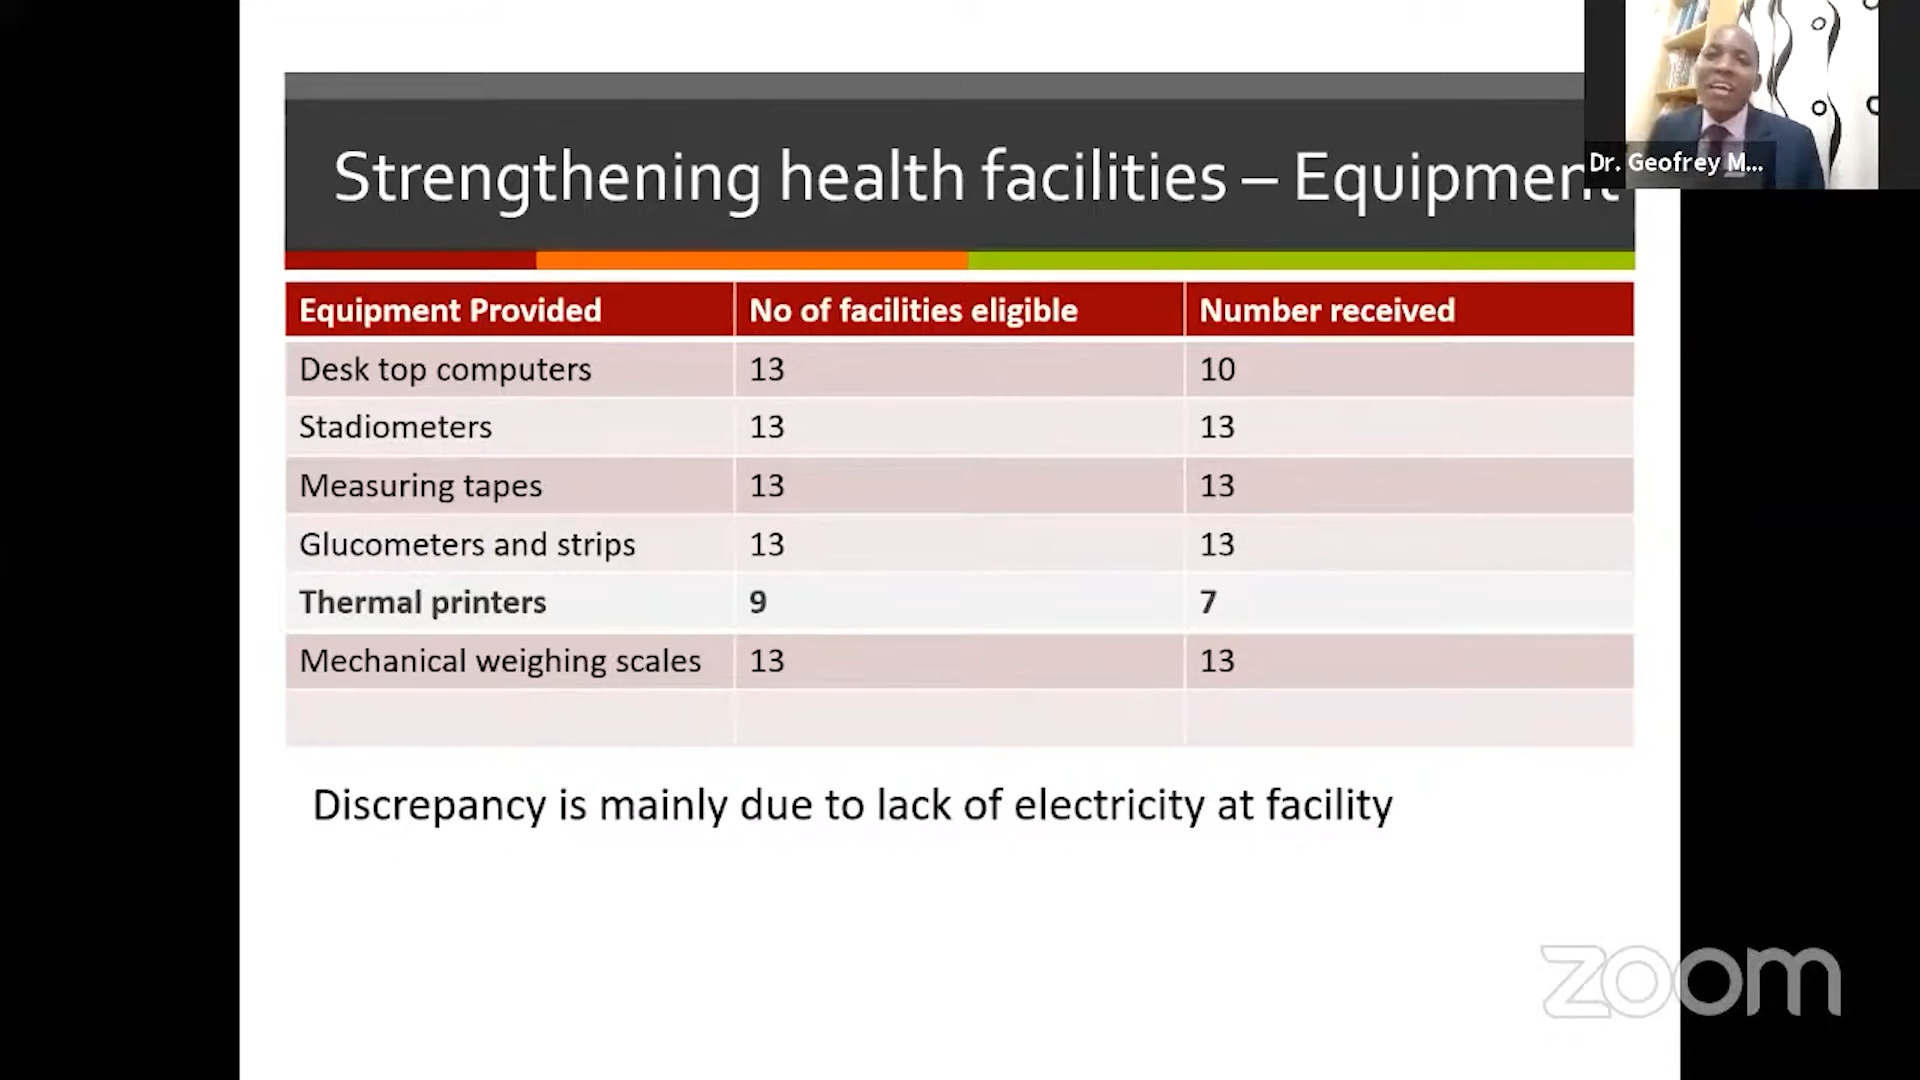 Strengthening health facilities – Equipment
Dr. Geofrey M...
Equipment Provided No of facilities eligible Number received
Desk top computers 13 10
Stadiometers 13 13
Measuring tapes 13 13
Glucometers and strips 13 13
Thermal printers 9 7
Mechanical weighing scales 13 13
Discrepancy is mainly due to lack of electricity at facility
zoom